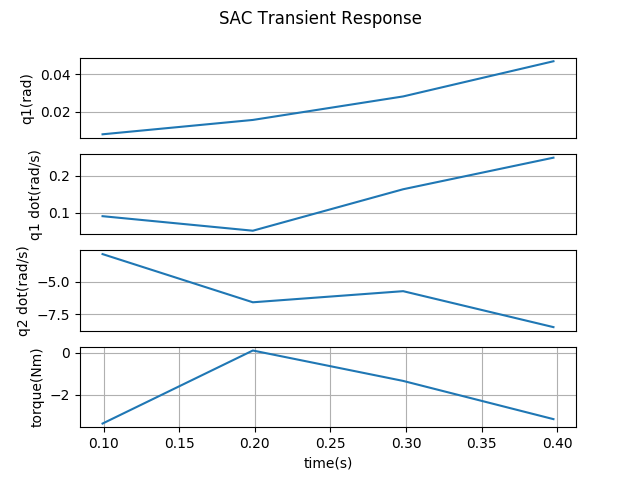 SAC Transient Response
q1(rad)
0.04
0.02
q1 dot(rad/s)
0.2
0.1
q2 dot(rad/s)
−5.0
−7.5
torque(Nm)
0
−2
0.10 0.15 0.20 0.25 0.30 0.35 0.40
time(s)